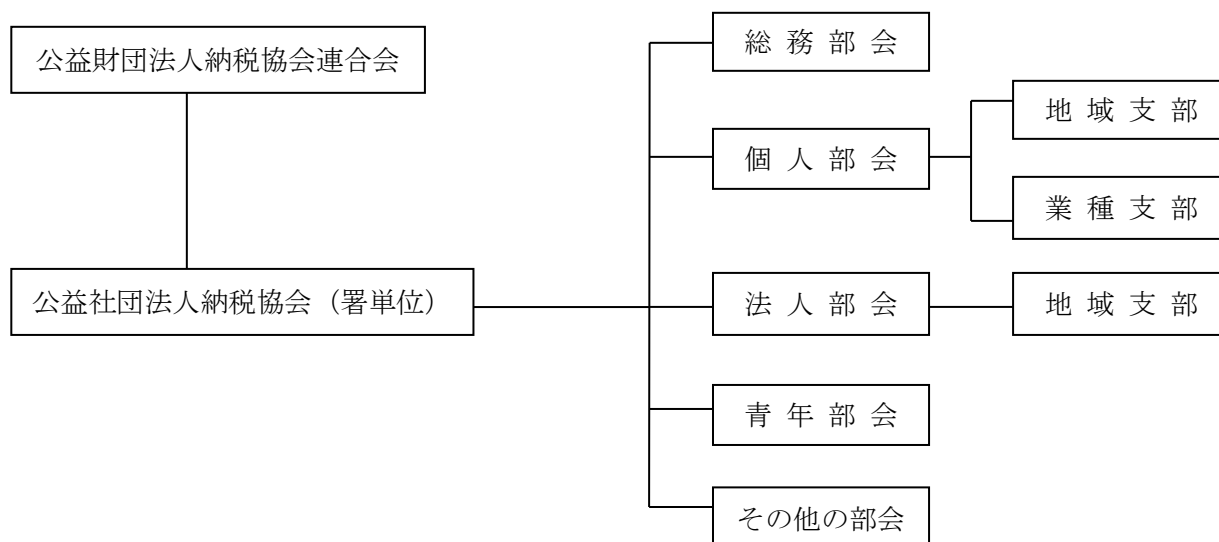 公益財団法人納税協会連合会
公益社団法人納税協会（署単位）
総務部会
個人部会
地域支部
業種支部
法人部会
地域支部
青年部会
その他の部会